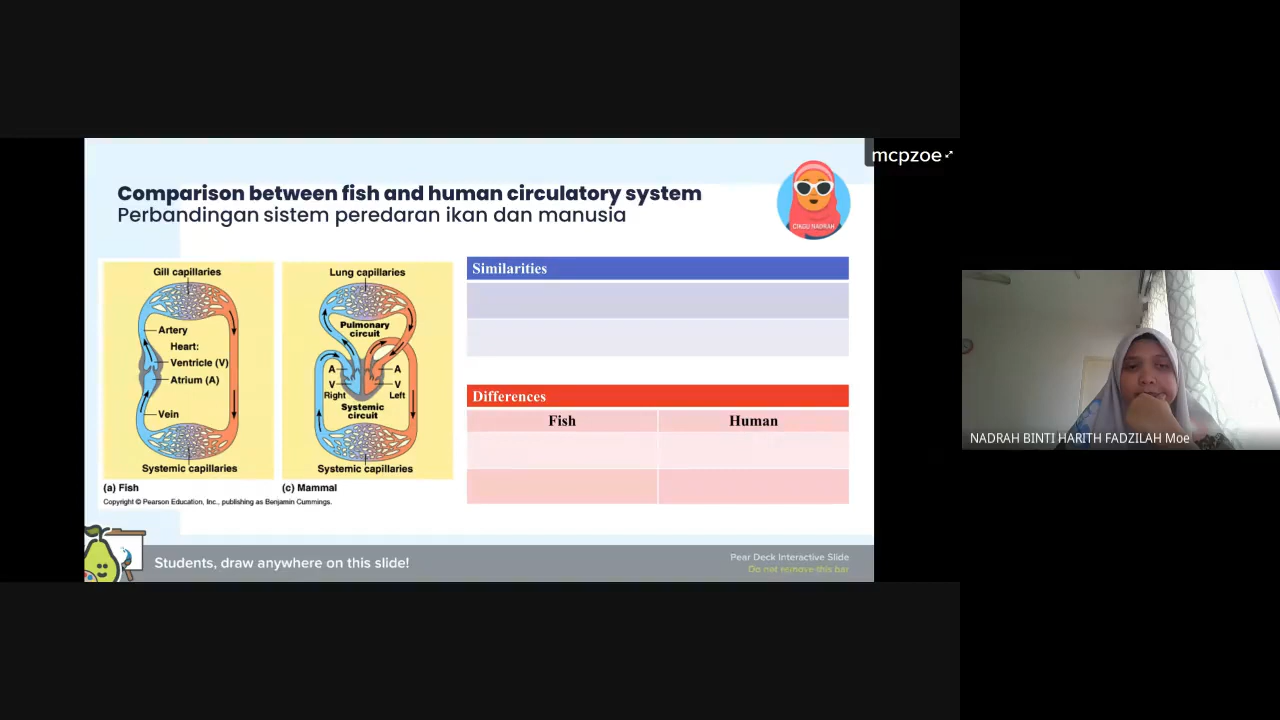 mcpzoe
Comparison between fish and human circulatory system
Perbandingan sistem peredaran ikan dan manusia
CIKGU NADRAH
Gill capillaries
Artery
Heart:
Ventricle (V)
Atrium (A)
Vein
Systemic capillaries
(a) Fish
Lung capillaries
Pulmonary
circuit
A
A
V
V
Right
Left
Systemic
circuit
Systemic capillaries
(c) Mammal
Copyright © Pearson Education, Inc., publishing as Benjamin Cummings.
Similarities
Differences
Fish
Human
Students, draw anywhere on this slide!
Pear Deck Interactive Slide
Do not remove this bar
NADRAH BINTI HARITH FADZILAH Moe